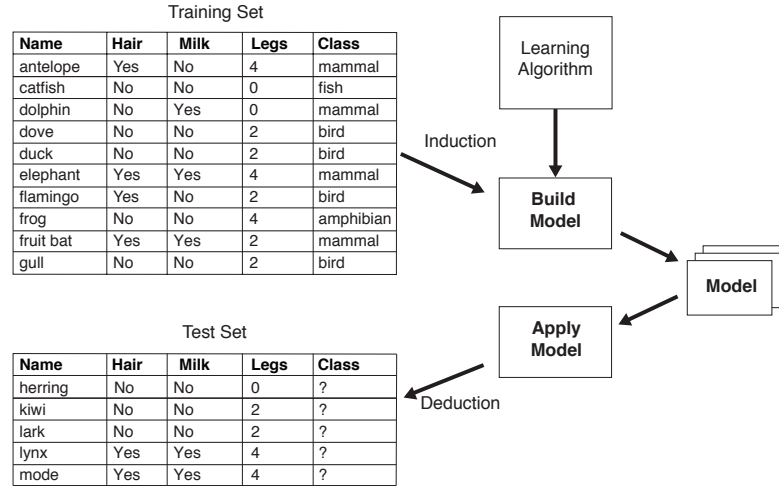 Training Set
Name Hair Milk Legs Class
antelope Yes No 4 mammal
catfish No No 0 fish
dolphin No Yes 0 mammal
dove No No 2 bird
duck No No 2 bird
elephant Yes Yes 4 mammal
flamingo Yes No 2 bird
frog No No 4 amphibian
fruit bat Yes Yes 2 mammal
gull No No 2 bird
Learning
Algorithm
Induction
Build
Model
Model
Apply
Model
Deduction
Test Set
Name Hair Milk Legs Class
herring No No 0 ?
kiwi No No 2 ?
lark No No 2 ?
lynx Yes Yes 4 ?
mode Yes Yes 4 ?